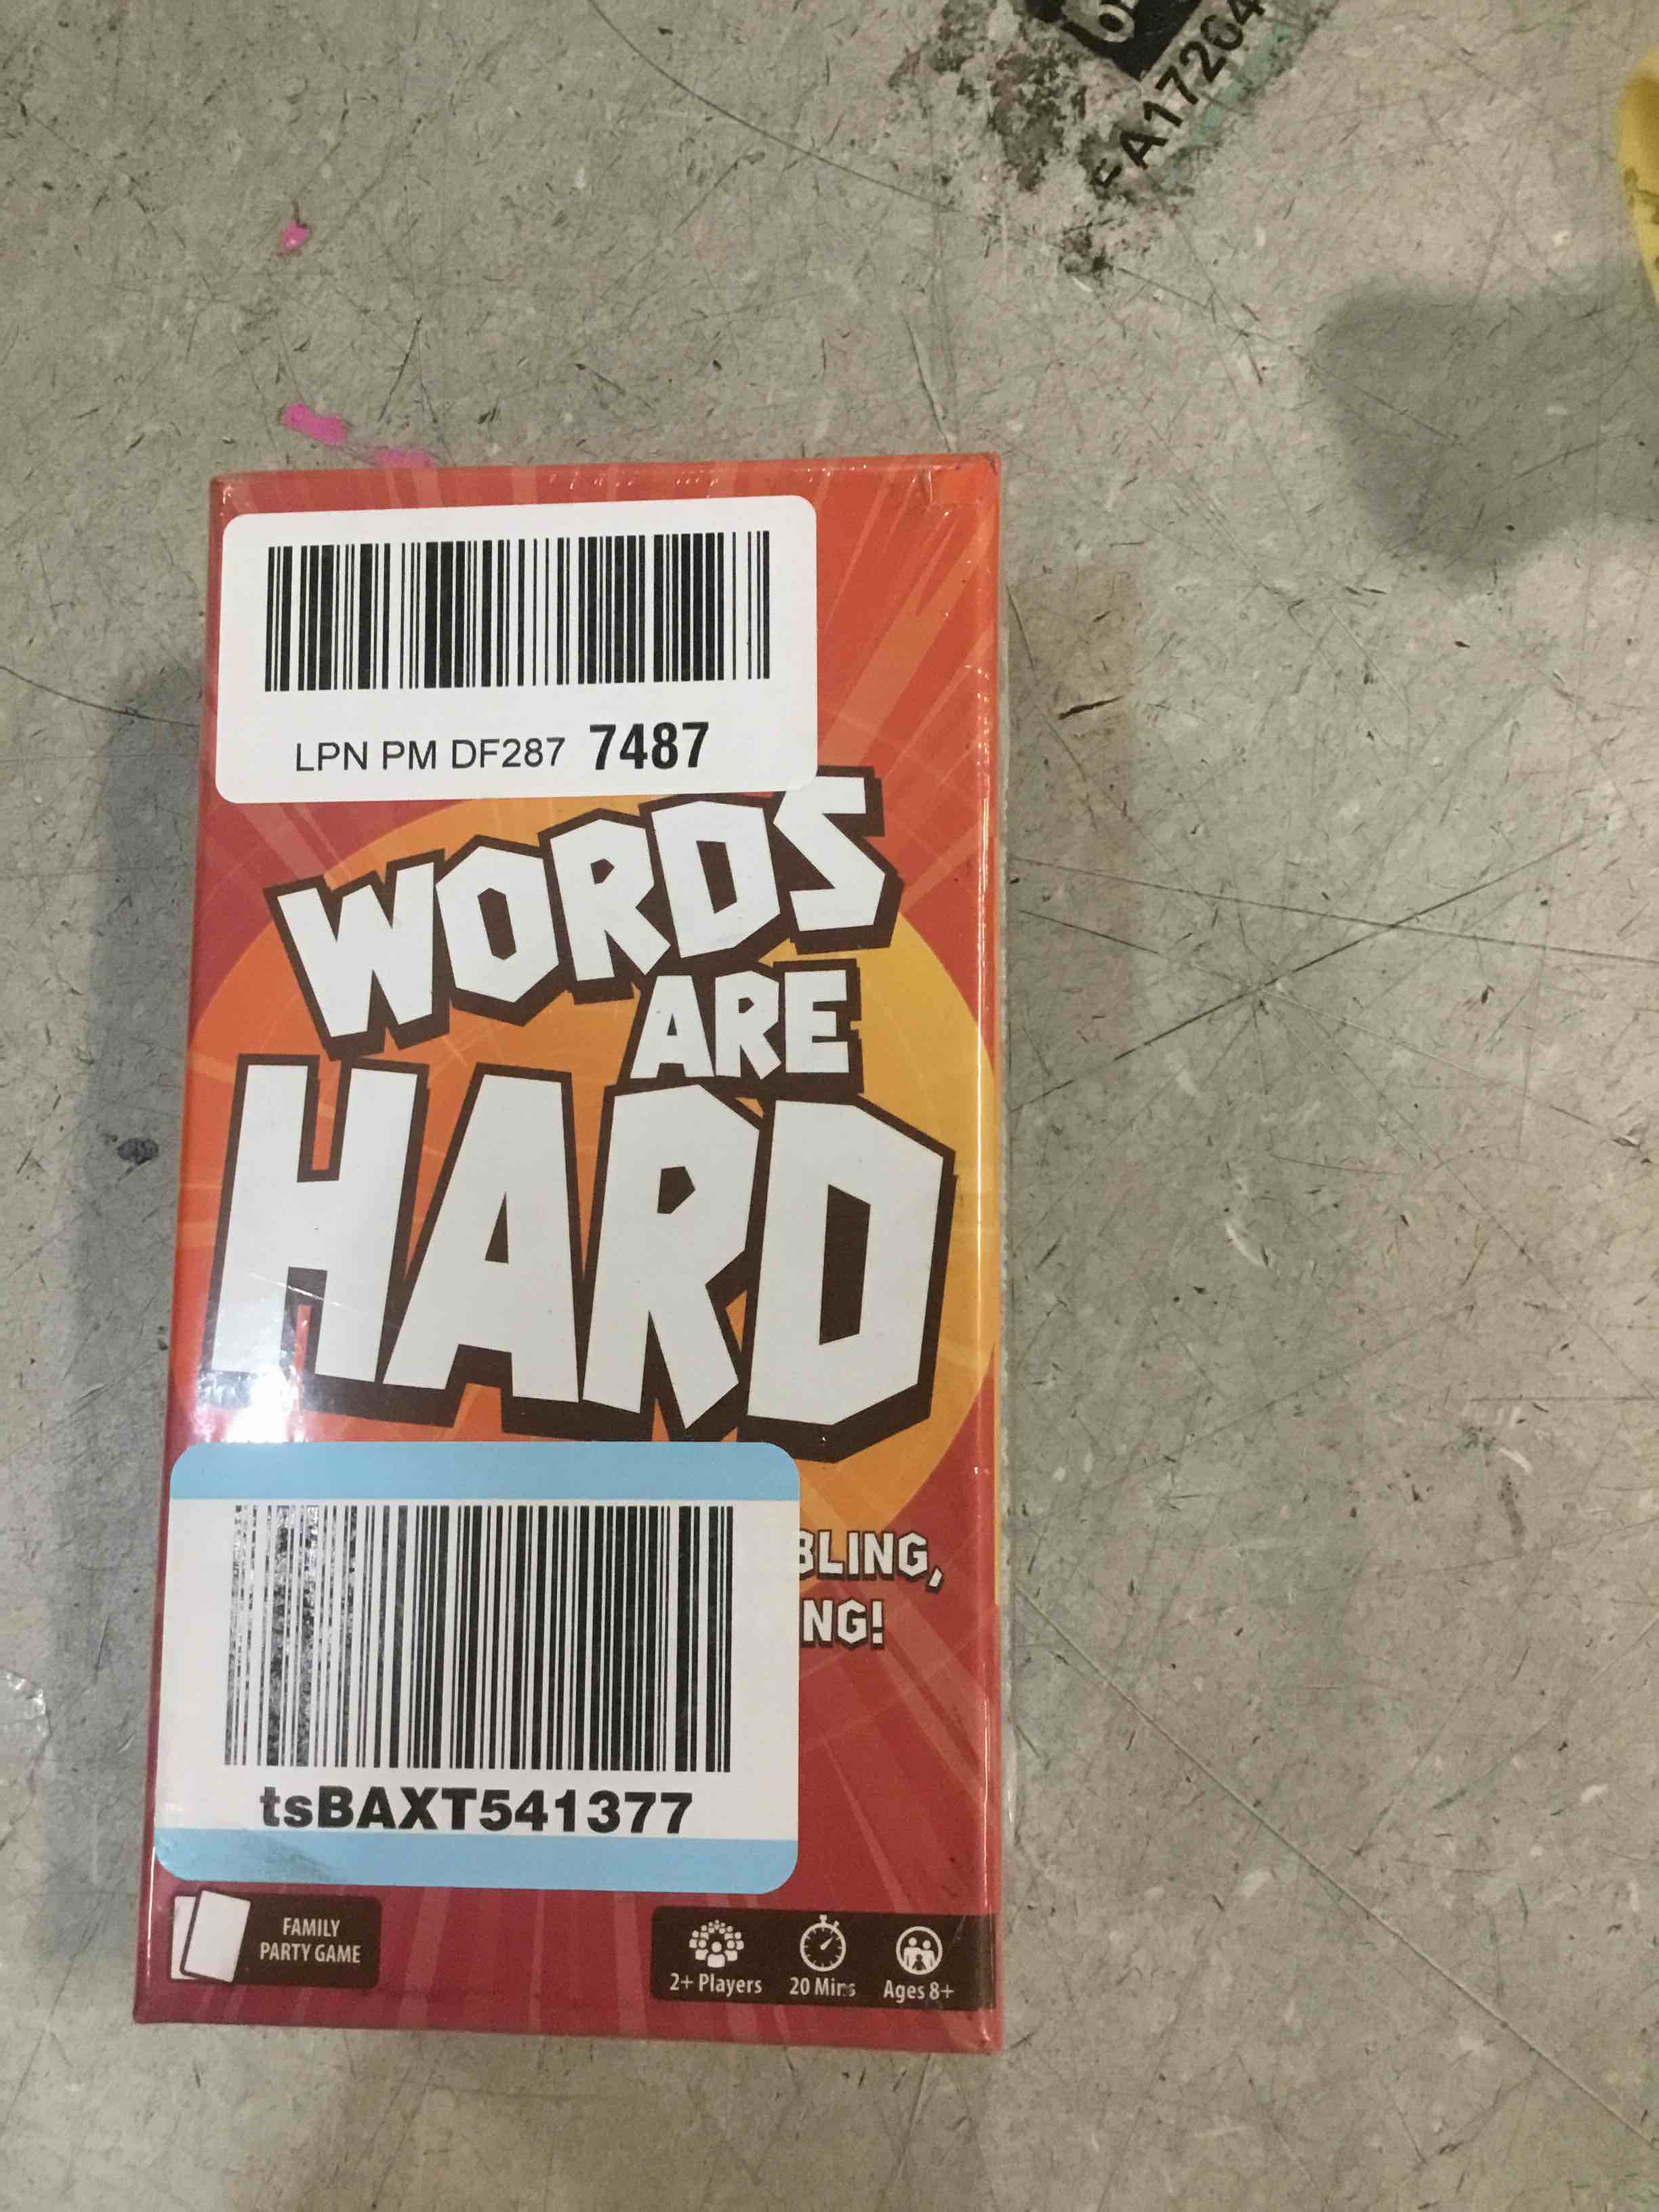 A17204
LPN PM DF287 7487
WORDS
ARE
HARD
BLING,
NG!
tsBAXT541377
FAMILY
PARTY GAME
2+ Players
20 Mins
Ages 8+